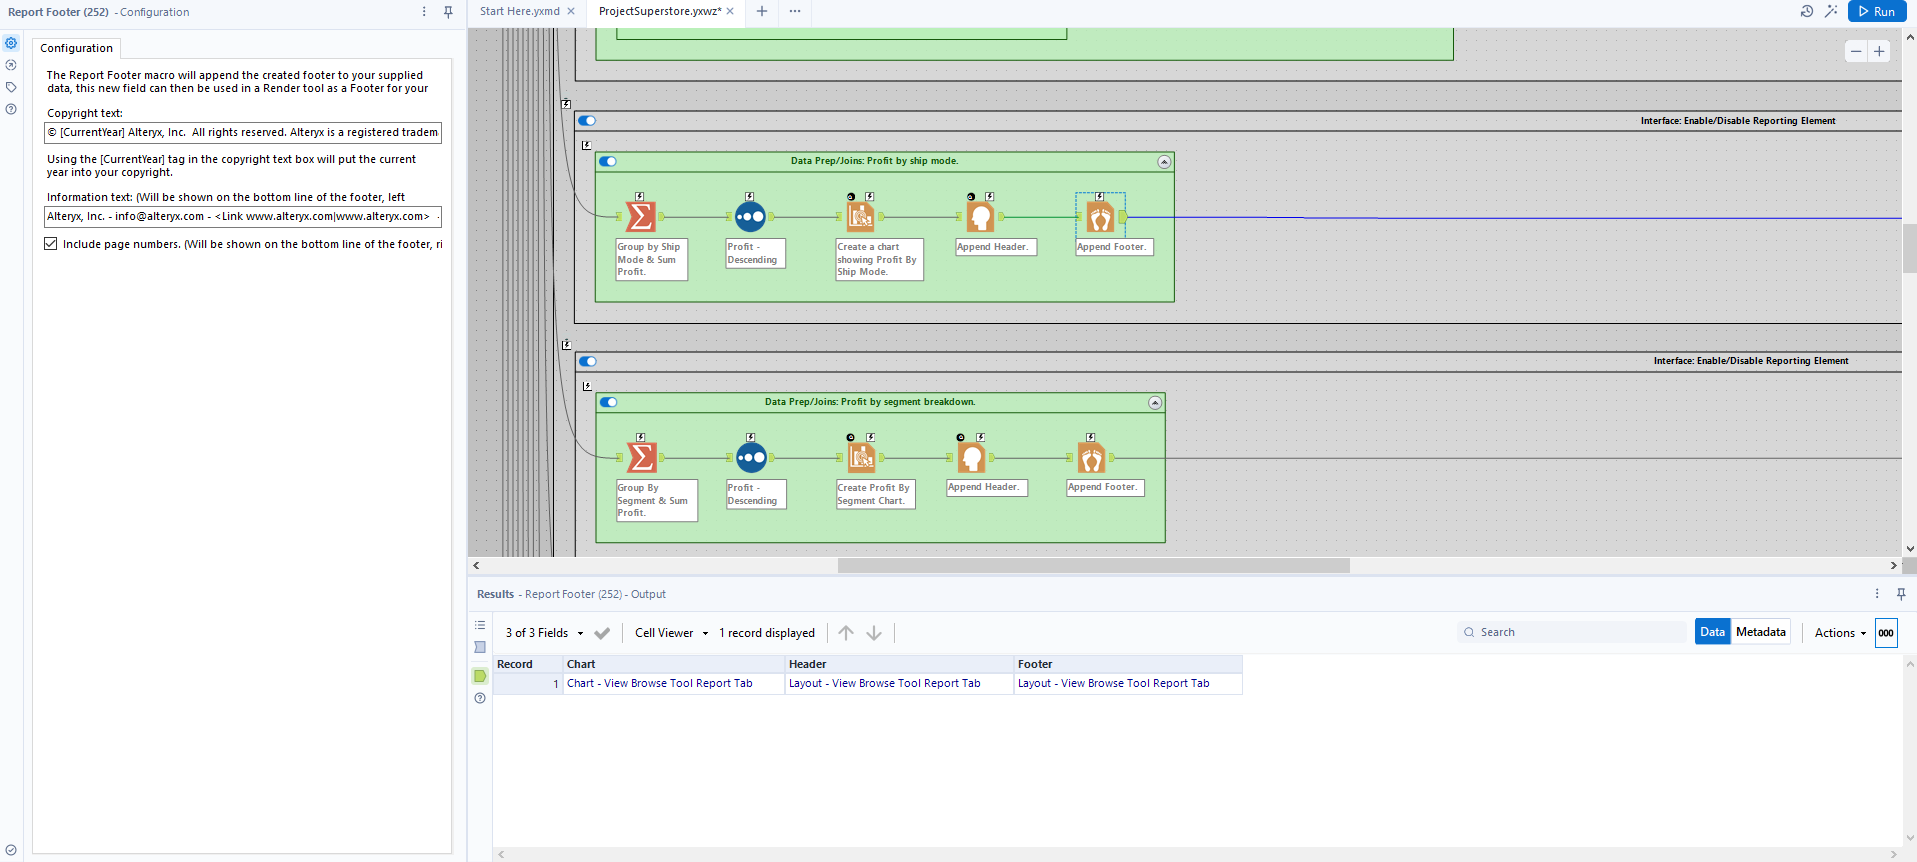 Report Footer (252) - Configuration
Start Here.yxmd
ProjectSuperstore.yxwz*
Run
Configuration
The Report Footer macro will append the created footer to your supplied
data, this new field can then be used in a Render tool as a Footer for your
Copyright text:
© [CurrentYear] Alteryx, Inc.  All rights reserved. Alteryx is a registered tradem
Using the [CurrentYear] tag in the copyright text box will put the current
year into your copyright.
Information text: (Will be shown on the bottom line of the footer, left
Alteryx, Inc. - info@alteryx.com - <Link www.alteryx.com|www.alteryx.com>  -
Include page numbers. (Will be shown on the bottom line of the footer, ri
Interface: Enable/Disable Reporting Element
Data Prep/Joins: Profit by ship mode.
Group by Ship
Mode & Sum
Profit.
Profit -
Descending
Create a chart
showing Profit By
Ship Mode.
Append Header.
Append Footer.
Interface: Enable/Disable Reporting Element
Data Prep/Joins: Profit by segment breakdown.
Group By
Segment & Sum
Profit.
Profit -
Descending
Create Profit By
Segment Chart.
Append Header.
Append Footer.
Results - Report Footer (252) - Output
3 of 3 Fields
Cell Viewer
1 record displayed
Search
Data
Metadata
Actions
000
Record Chart Header Footer
1 Chart - View Browse Tool Report Tab Layout - View Browse Tool Report Tab Layout - View Browse Tool Report Tab